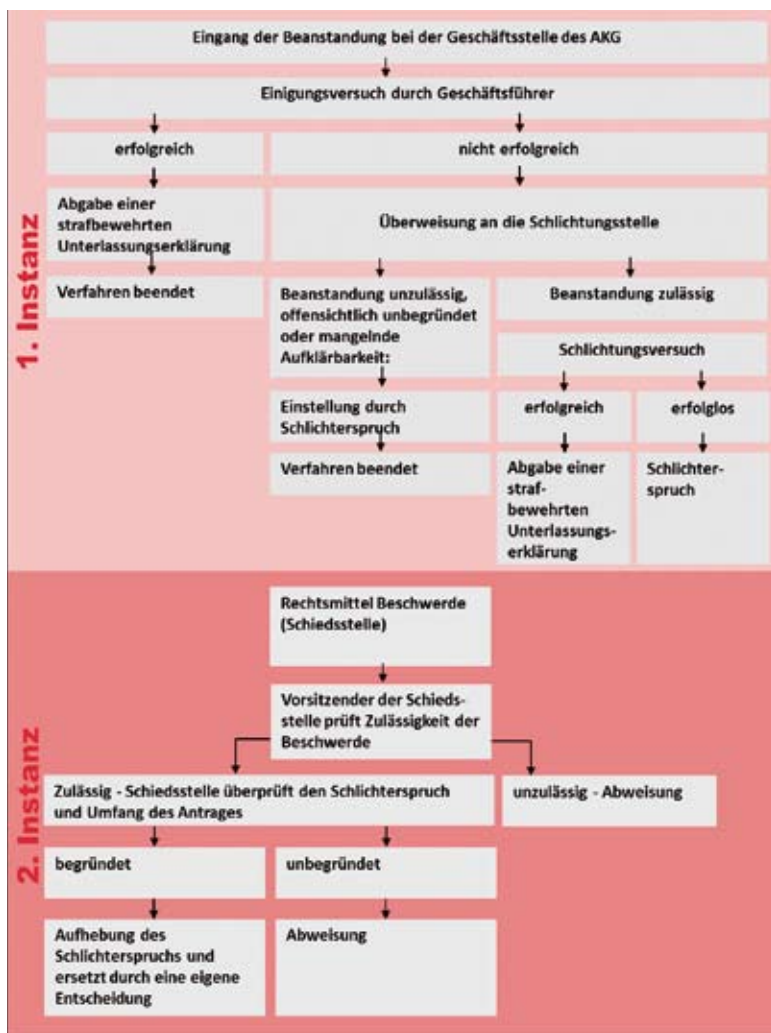 1. Instanz
Eingang der Beanstandung bei der Geschäftsstelle des AKG
Einigungsversuch durch Geschäftsführer
erfolgreich
nicht erfolgreich
Abgabe einer
strafbewehrten
Unterlassungserklärung
Überweisung an die Schlichtungsstelle
Verfahren beendet
Beanstandung unzulässig,
offensichtlich unbegründet
oder mangelnde
Aufklärbarkeit:
Beanstandung zulässig
Schlichtungsversuch
Einstellung durch
Schlichterspruch
erfolgreich
erfolglos
Verfahren beendet
Abgabe einer
straf-
bewehrten
Unterlassungs-
erklärung
Schlichter-
spruch
2. Instanz
Rechtsmittel Beschwerde
(Schiedsstelle)
Vorsitzender der Schieds-
stelle prüft Zulässigkeit der
Beschwerde
Zulässig - Schiedsstelle überprüft den Schlichterspruch
und Umfang des Antrages
unzulässig - Abweisung
begründet
unbegründet
Aufhebung des
Schlichterspruchs und
ersetzt durch eine eigene
Entscheidung
Abweisung